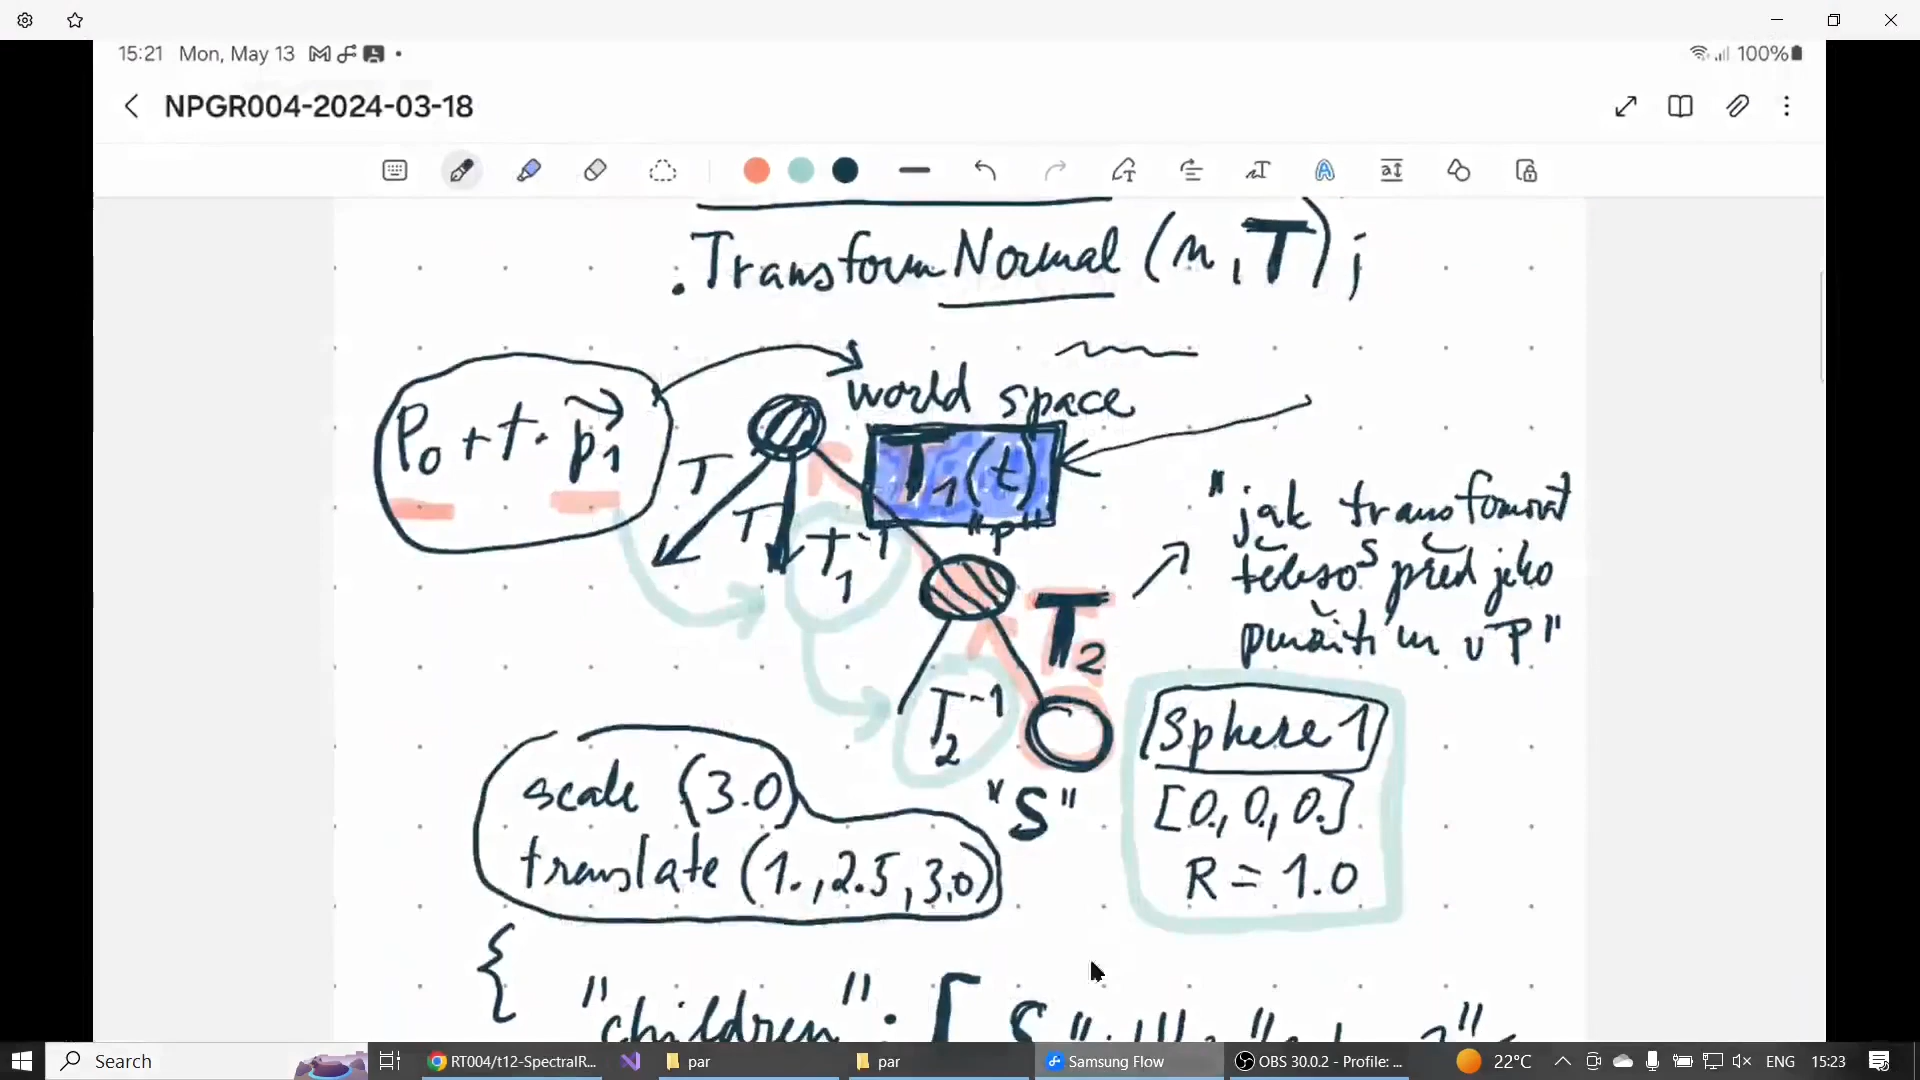 15:21 Mon, May 13
100%
NPGR004-2024-03-18
.Transform Normal (n, T);
P0 + t · p1
world space
T1(t)
T
T
T1^-1
"P"
T2
"jak transformovat
těleso S před jeho
použitím v P"
T2^-1
"S"
Sphere 1
[0., 0., 0.]
R = 1.0
scale (3.0)
translate (1., 2.5, 3.0)
{
"children": [
Search
RT004/t12-SpectralR...
par
par
Samsung Flow
OBS 30.0.2 - Profile: ...
22°C
ENG
15:23